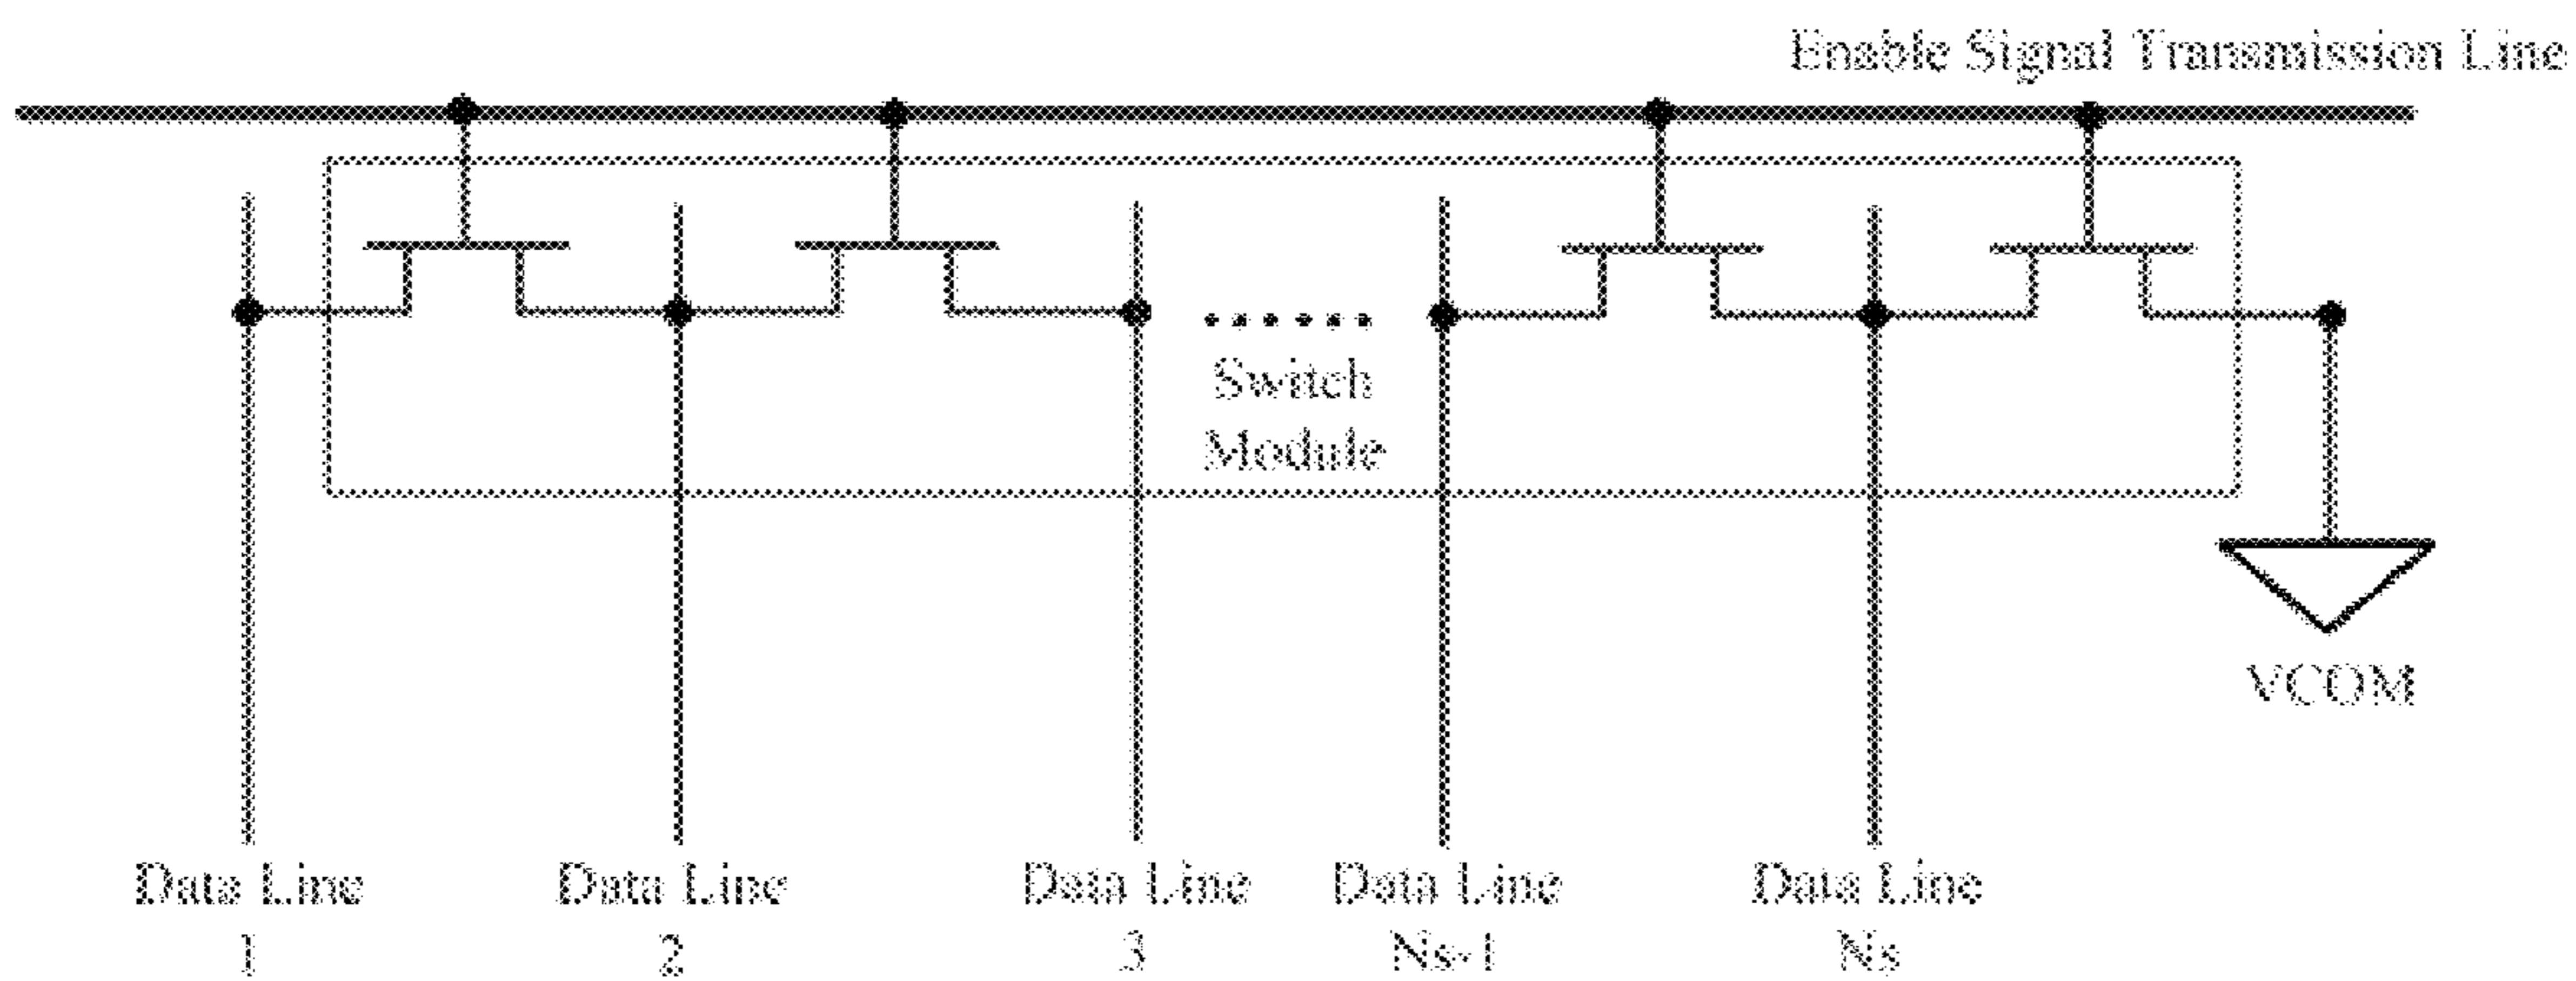 Enable Signal Transmission Line
......
Switch
Module
VCOM
Data Line
1
Data Line
2
Data Line
3
Data Line
Ns-1
Data Line
Ns